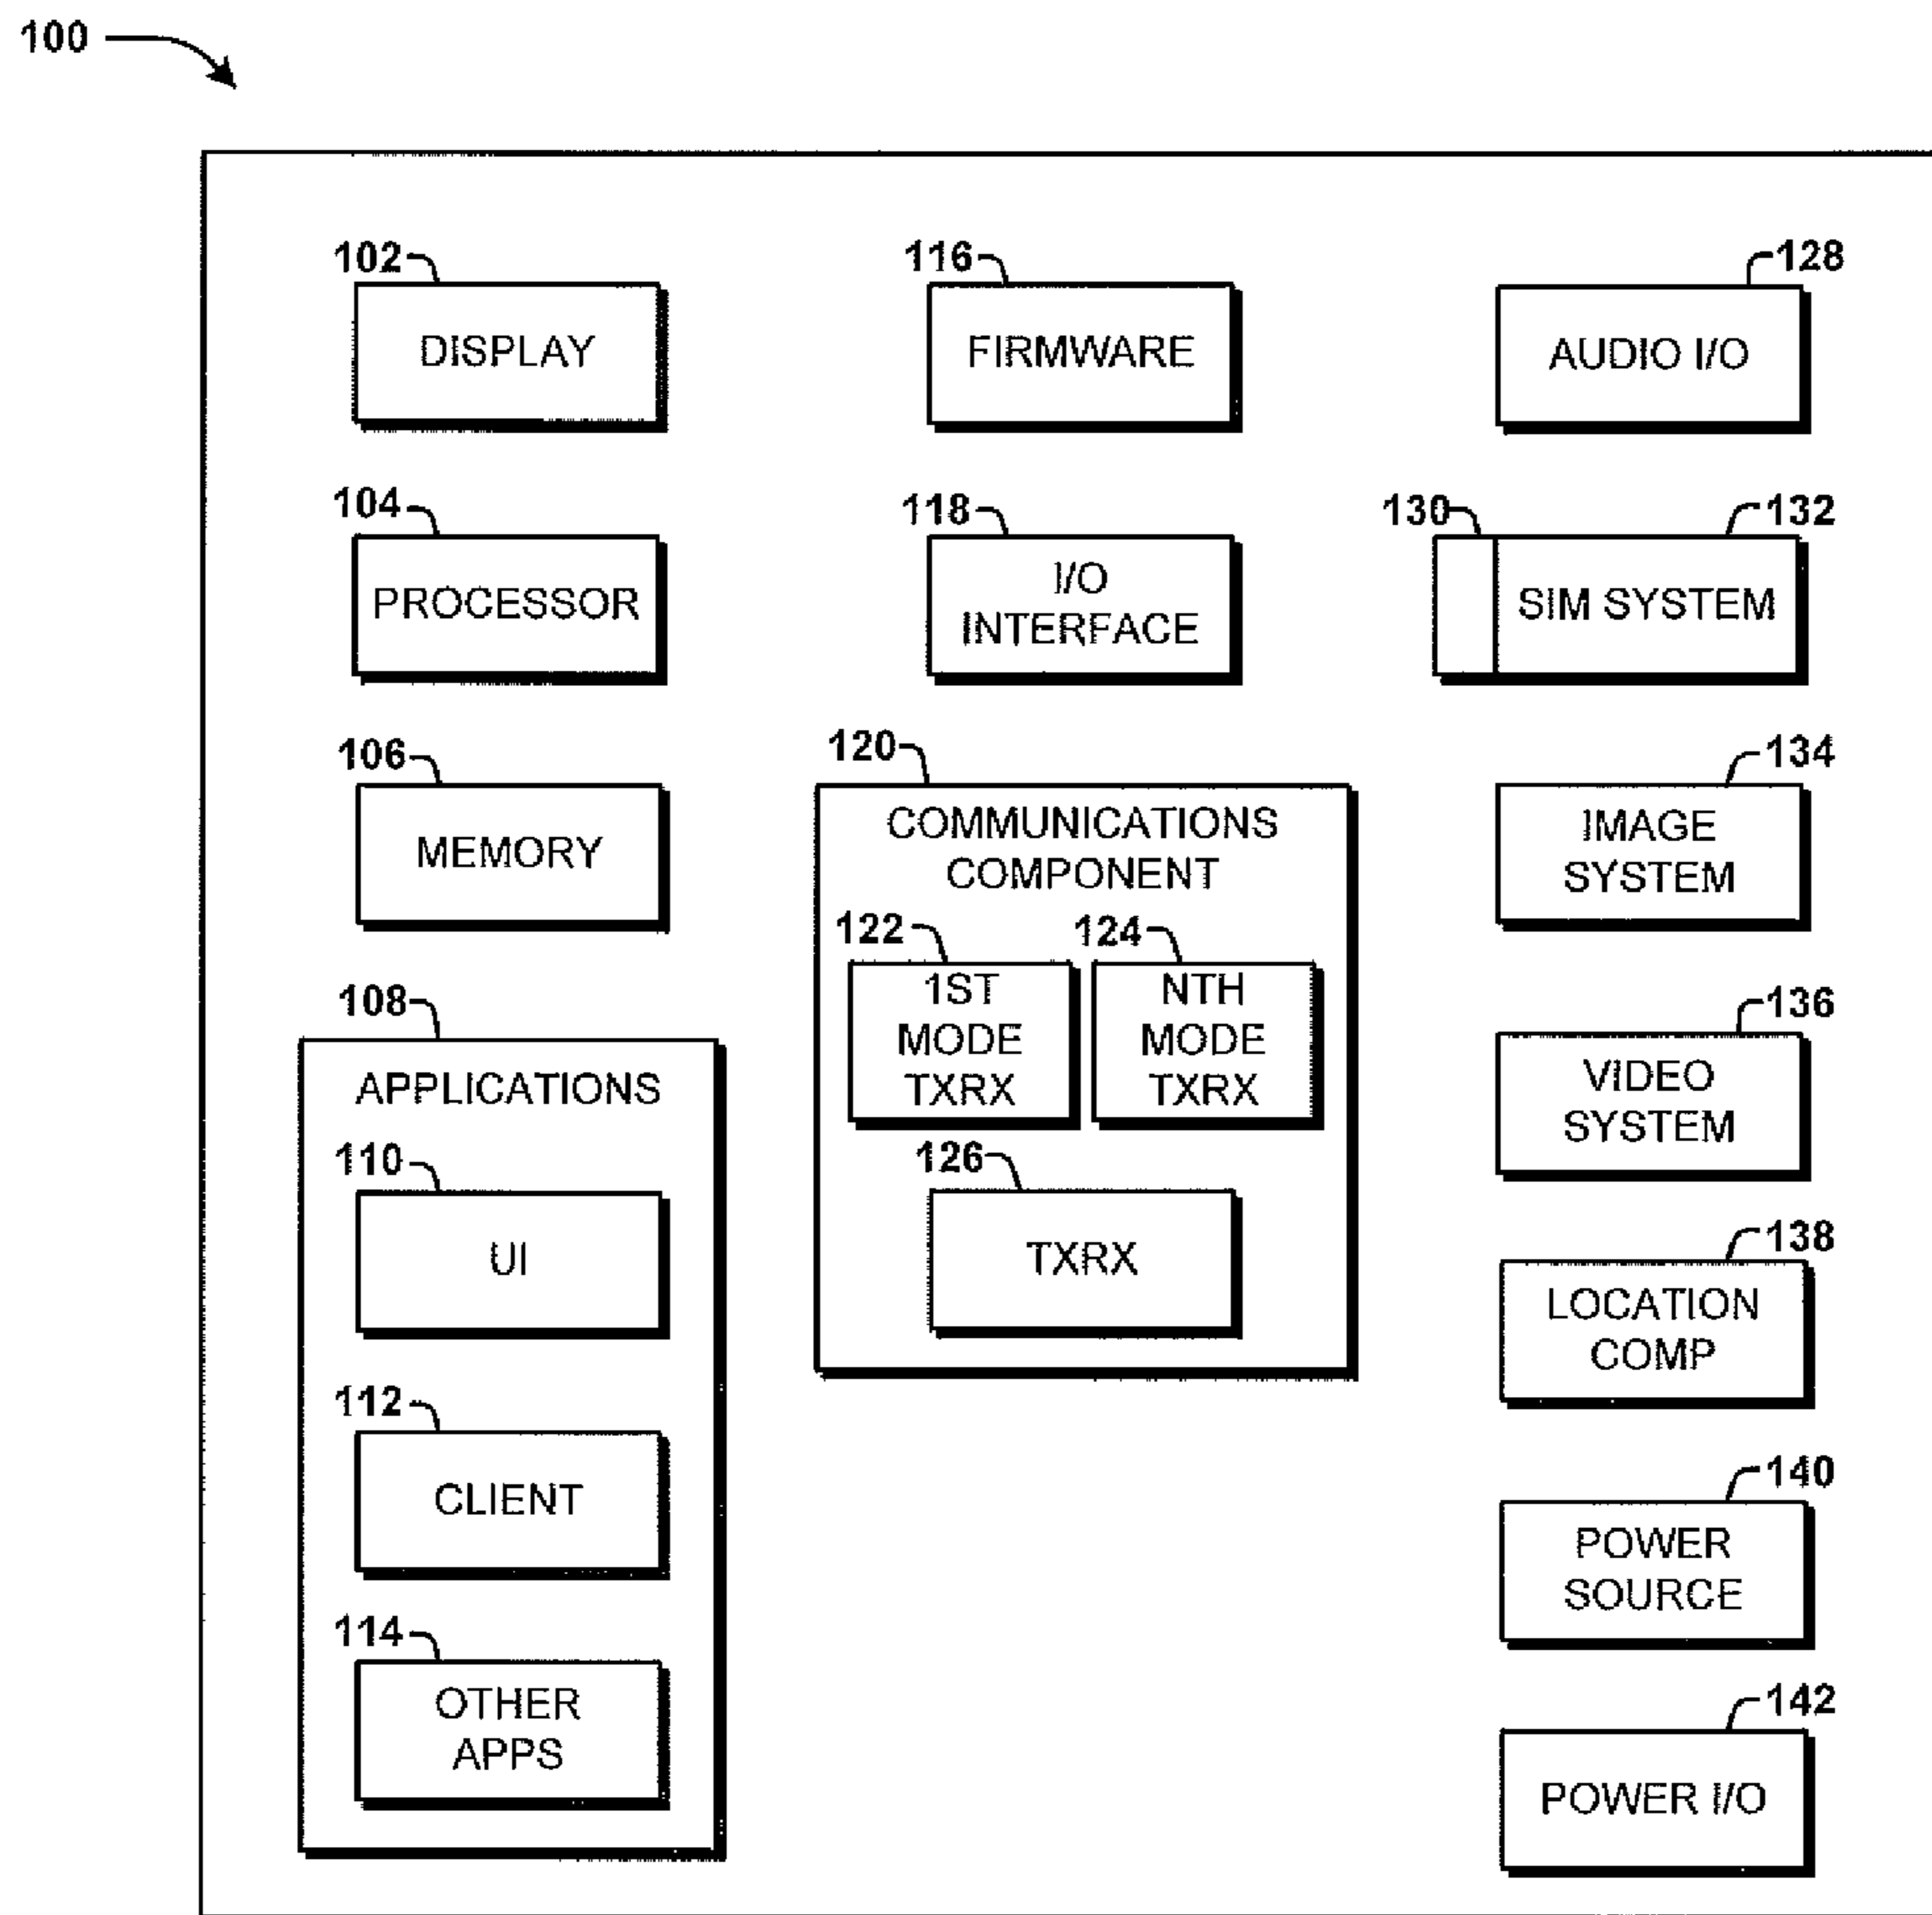 100
102
DISPLAY
104
PROCESSOR
106
MEMORY
108
APPLICATIONS
110
UI
112
CLIENT
114
OTHER
APPS
116
FIRMWARE
118
I/O
INTERFACE
120
COMMUNICATIONS
COMPONENT
122
1ST
MODE
TXRX
124
NTH
MODE
TXRX
126
TXRX
128
AUDIO I/O
130
132
SIM SYSTEM
134
IMAGE
SYSTEM
136
VIDEO
SYSTEM
138
LOCATION
COMP
140
POWER
SOURCE
142
POWER I/O